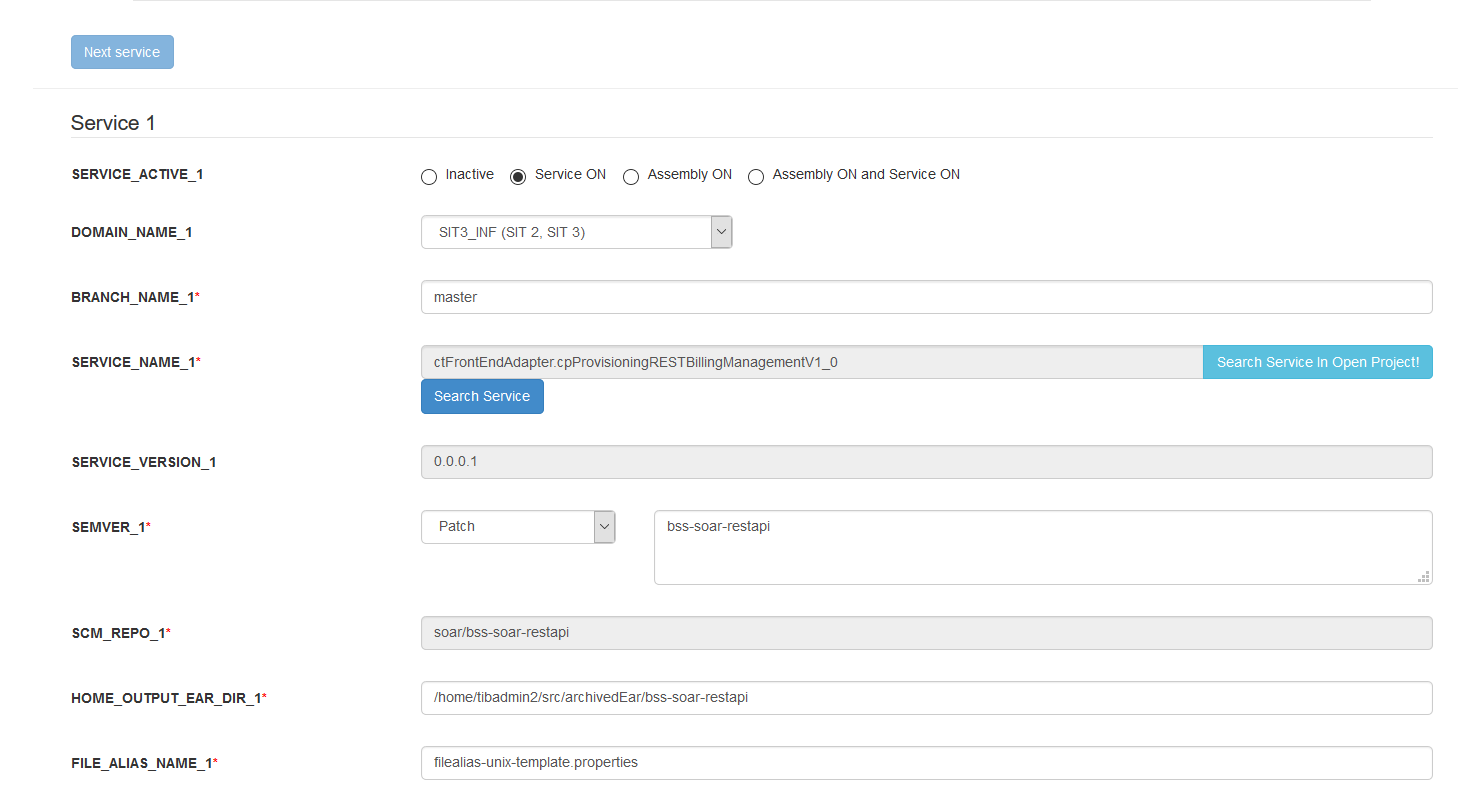 Next service
Service 1
SERVICE_ACTIVE_1 Inactive Service ON Assembly ON Assembly ON and Service ON
DOMAIN_NAME_1 SIT3_INF (SIT 2, SIT 3)
BRANCH_NAME_1* master
SERVICE_NAME_1* ctFrontEndAdapter.cpProvisioningRESTBillingManagementV1_0 Search Service In Open Project!
Search Service
SERVICE_VERSION_1 0.0.0.1
SEMVER_1* Patch bss-soar-restapi
SCM_REPO_1* soar/bss-soar-restapi
HOME_OUTPUT_EAR_DIR_1* /home/tibadmin2/src/archivedEar/bss-soar-restapi
FILE_ALIAS_NAME_1* filealias-unix-template.properties